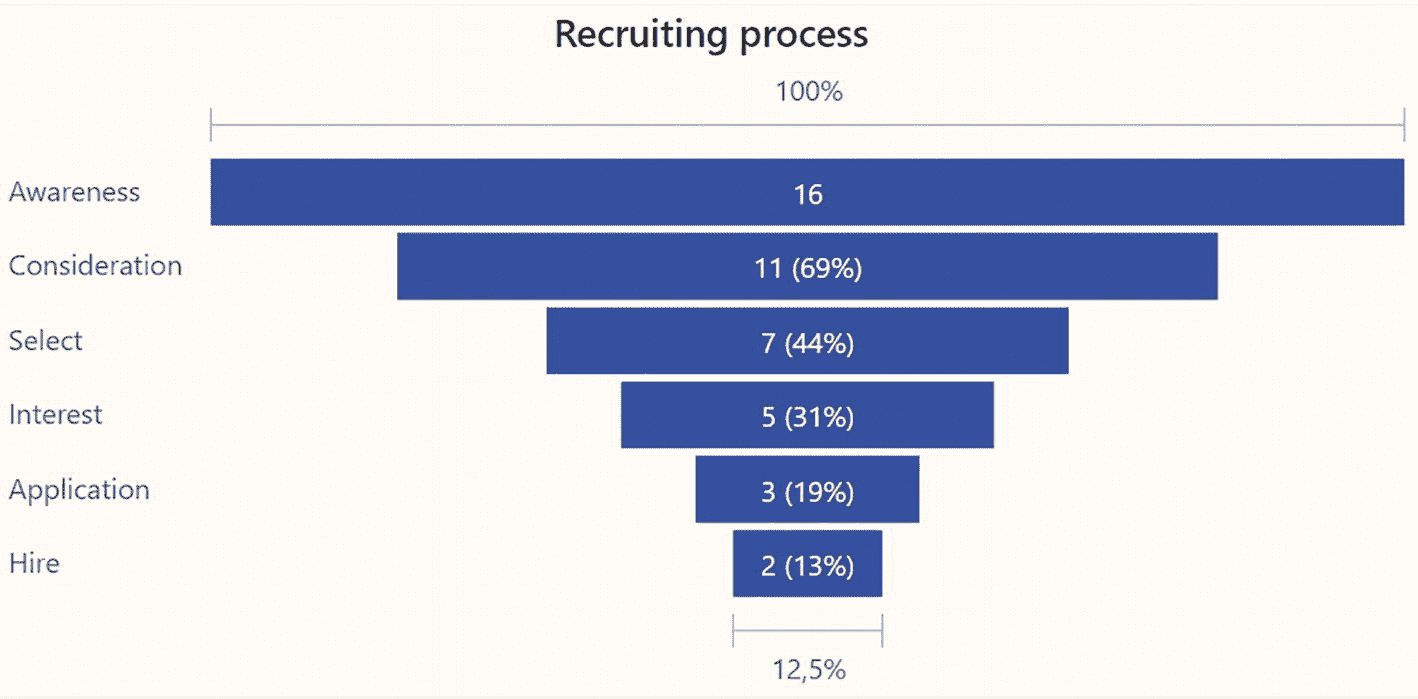 Recruiting process
100%
Awareness 16
Consideration 11 (69%)
Select 7 (44%)
Interest 5 (31%)
Application 3 (19%)
Hire 2 (13%)
12,5%